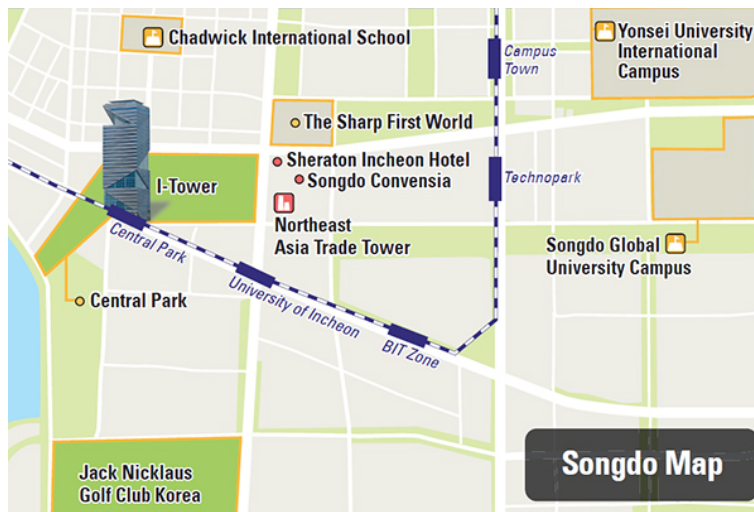 Chadwick International School
Campus
Town
Yonsei University
International
Campus
The Sharp First World
Sheraton Incheon Hotel
Songdo Convensia
Technopark
I-Tower
Northeast
Asia Trade Tower
Central Park
Songdo Global
University Campus
University of Incheon
Central Park
BIT Zone
Jack Nicklaus
Golf Club Korea
Songdo Map